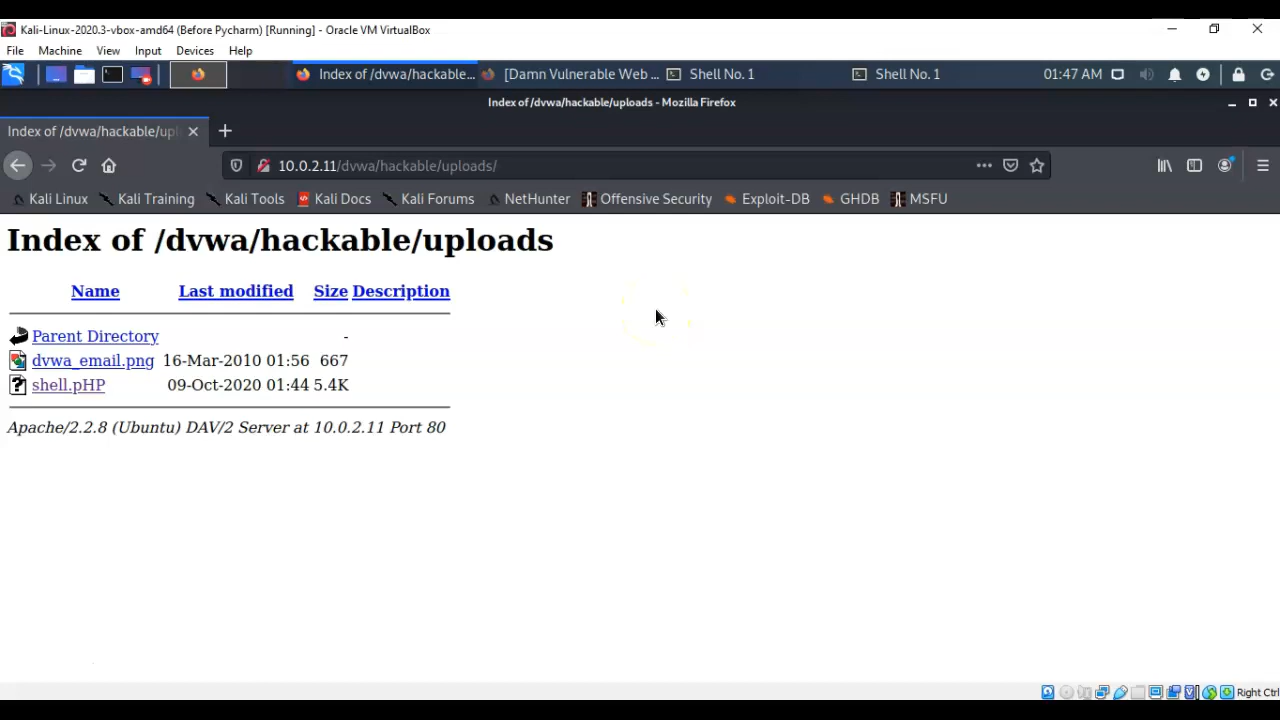 Kali-Linux-2020.3-vbox-amd64 (Before Pycharm) [Running] - Oracle VM VirtualBox
File Machine View Input Devices Help
Index of /dvwa/hackable... [Damn Vulnerable Web ... Shell No. 1 Shell No. 1 01:47 AM
Index of /dvwa/hackable/uploads - Mozilla Firefox
Index of /dvwa/hackable/upl
10.0.2.11/dvwa/hackable/uploads/
Kali Linux Kali Training Kali Tools Kali Docs Kali Forums NetHunter Offensive Security Exploit-DB GHDB MSFU
Index of /dvwa/hackable/uploads
Name Last modified Size Description
Parent Directory -
dvwa_email.png 16-Mar-2010 01:56 667
shell.pHP 09-Oct-2020 01:44 5.4K
Apache/2.2.8 (Ubuntu) DAV/2 Server at 10.0.2.11 Port 80
Right Ctrl